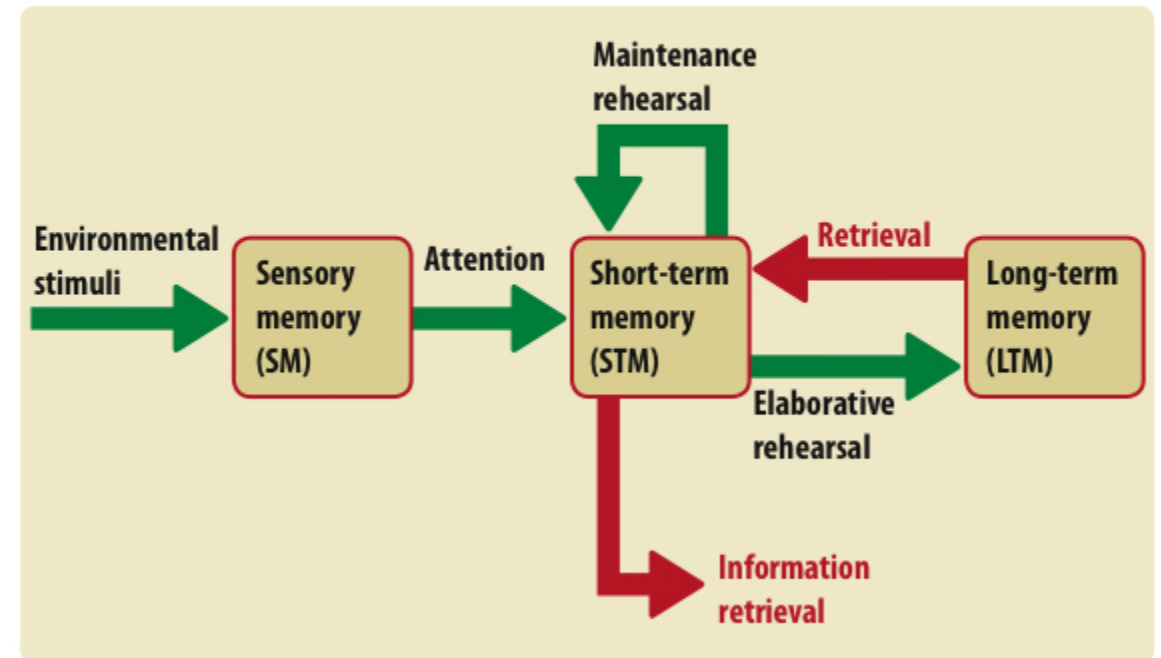 Maintenance
rehearsal
Environmental
stimuli
Sensory
memory
(SM)
Attention
Short-term
memory
(STM)
Retrieval
Long-term
memory
(LTM)
Elaborative
rehearsal
Information
retrieval